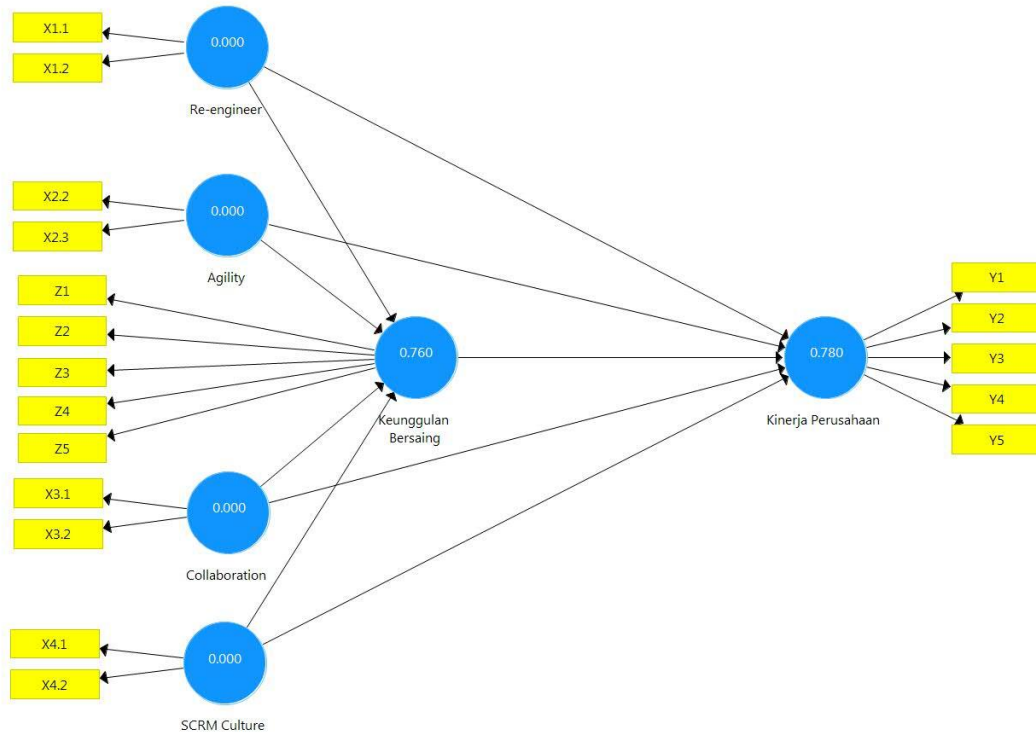 X1.1
X1.2
0.000
Re-engineer
X2.2
X2.3
0.000
Agility
Z1
Z2
Z3
Z4
Z5
0.760
Keunggulan
Bersaing
0.780
Kinerja Perusahaan
Y1
Y2
Y3
Y4
Y5
X3.1
X3.2
0.000
Collaboration
X4.1
X4.2
0.000
SCRM Culture